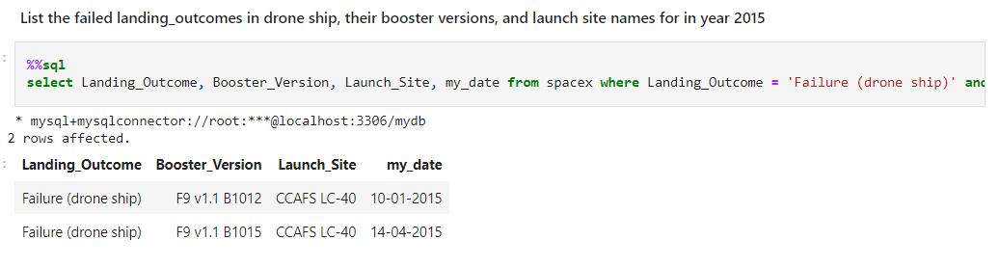 List the failed landing_outcomes in drone ship, their booster versions, and launch site names for in year 2015
:
%%sql
select Landing_Outcome, Booster_Version, Launch_Site, my_date from spacex where Landing_Outcome = 'Failure (drone ship)' and
* mysql+mysqlconnector://root:***@localhost:3306/mydb
2 rows affected.
:
Landing_Outcome Booster_Version Launch_Site my_date
Failure (drone ship) F9 v1.1 B1012 CCAFS LC-40 10-01-2015
Failure (drone ship) F9 v1.1 B1015 CCAFS LC-40 14-04-2015